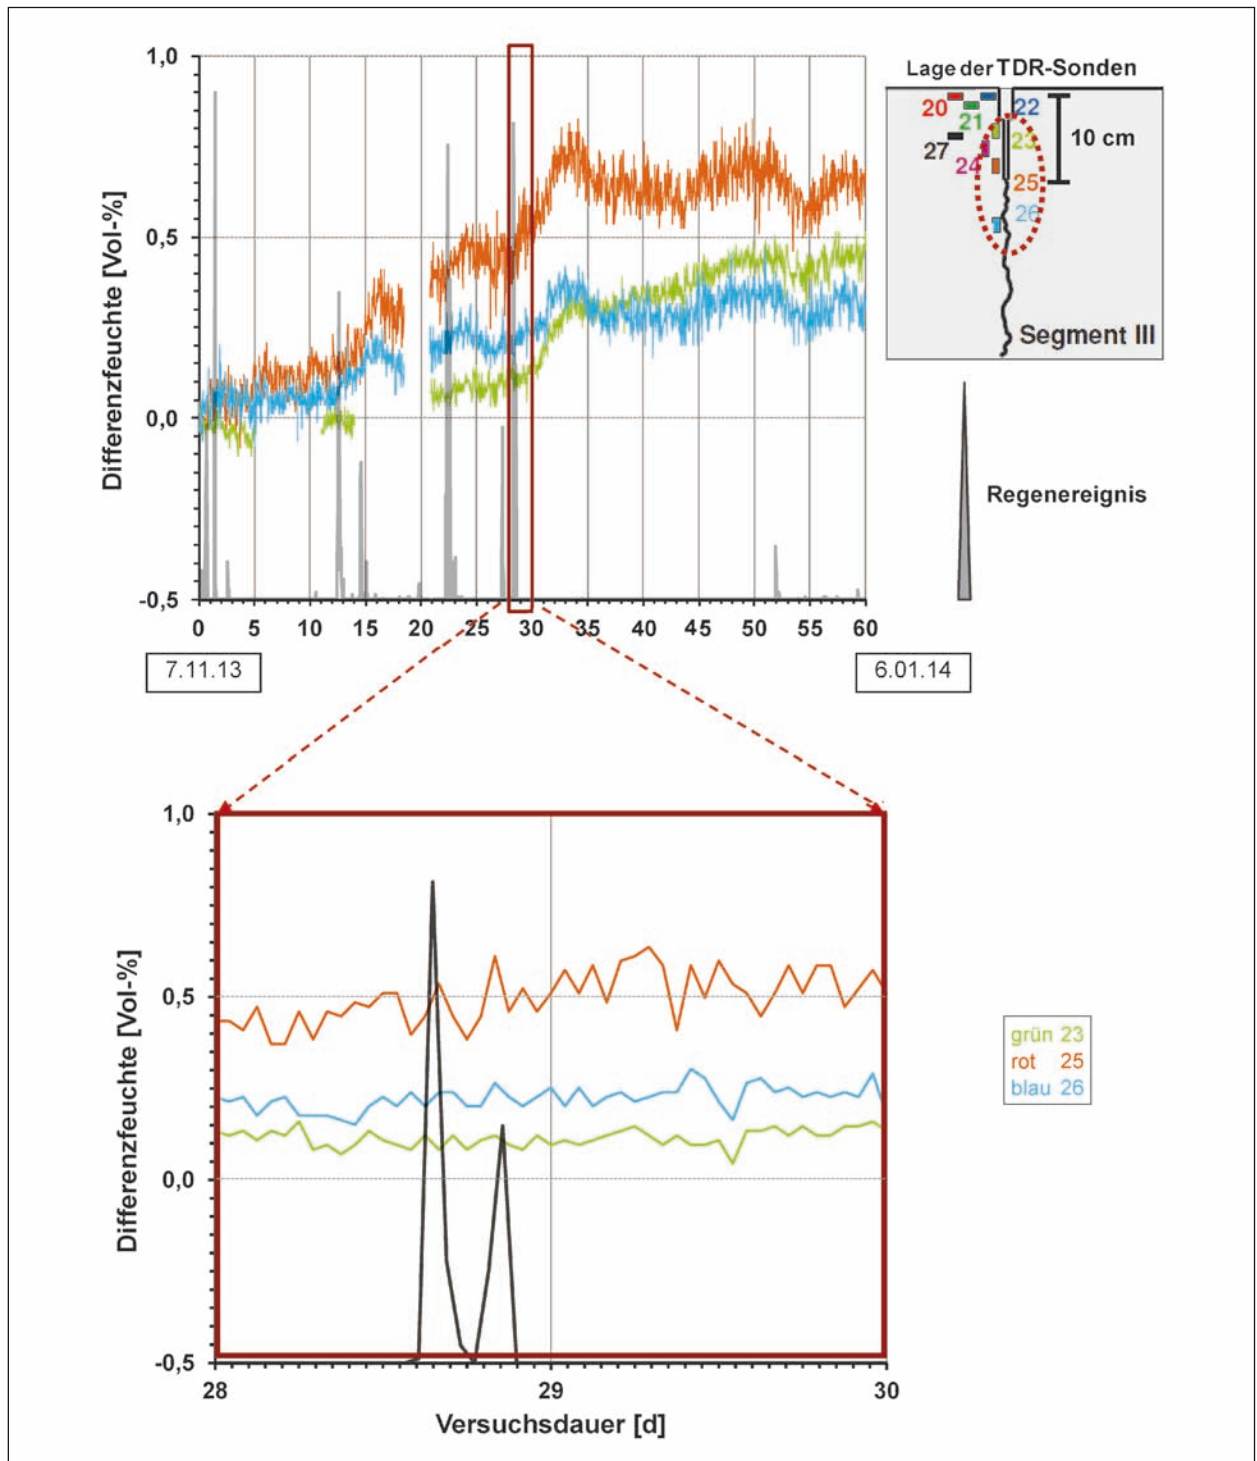 1,0
0,5
0,0
-0,5
Differenzfeuchte [Vol-%]
0 5 10 15 20 25 30 35 40 45 50 55 60
7.11.13
6.01.14
Lage der TDR-Sonden
20
21
22
23
27
24
25
26
10 cm
Segment III
Regenereignis
1,0
0,5
0,0
-0,5
Differenzfeuchte [Vol-%]
28 29 30
Versuchsdauer [d]
grün 23
rot 25
blau 26